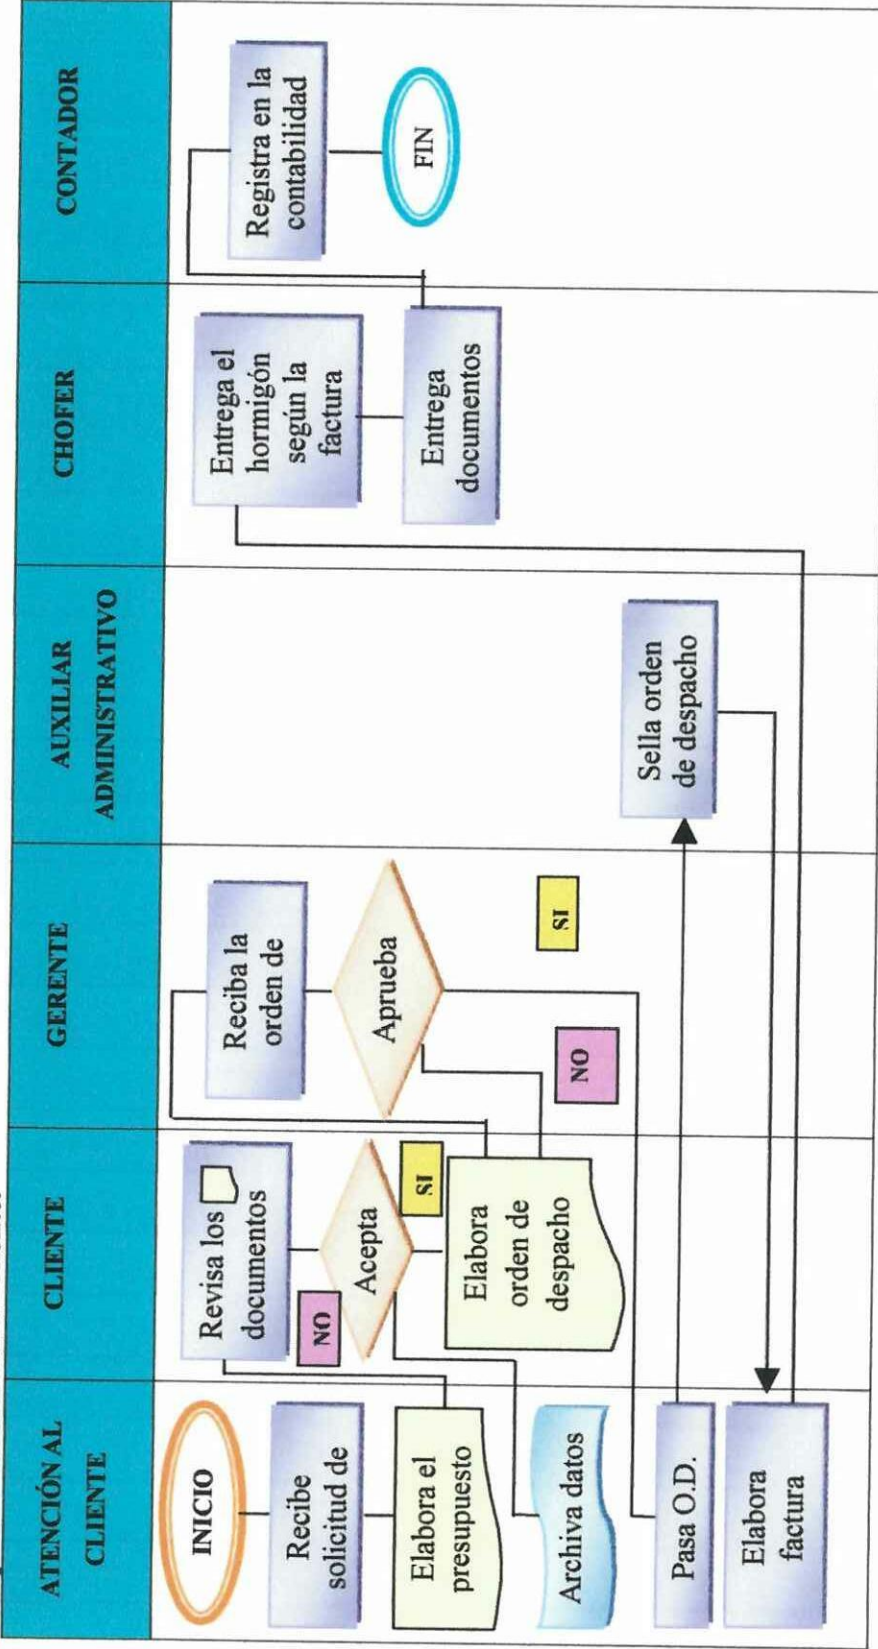 ATENCIÓN AL
CLIENTE
CLIENTE
GERENTE
AUXILIAR
ADMINISTRATIVO
CHOFER
CONTADOR
INICIO
Recibe
solicitud de
Elabora el
presupuesto
Archiva datos
Pasa O.D.
Elabora
factura
Revisa los
documentos
NO
Acepta
SI
Elabora
orden de
despacho
Reciba la
orden de
Aprueba
NO
SI
Sella orden
de despacho
Entrega el
hormigón
según la
factura
Entrega
documentos
Registra en la
contabilidad
FIN